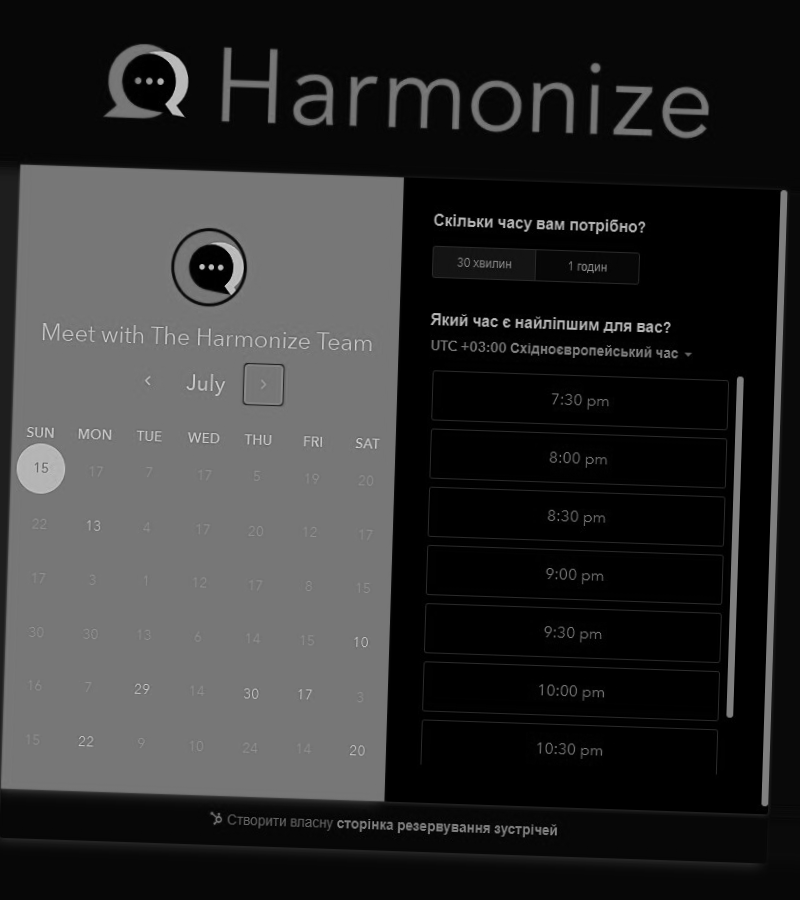 Harmonize
Meet with The Harmonize Team
July
SUN MON TUE WED THU FRI SAT
15 17 7 17 5 19 20
22 13 4 17 20 12 17
17 3 1 12 17 8 15
30 30 13 6 14 15 10
16 7 29 14 30 17 3
15 22 9 10 24 14 20
Скільки часу вам потрібно?
30 хвилин 1 годин
Який час є найліпшим для вас?
UTC +03:00 Східноєвропейський час
7:30 pm
8:00 pm
8:30 pm
9:00 pm
9:30 pm
10:00 pm
10:30 pm
Створити власну сторінка резервування зустрічей